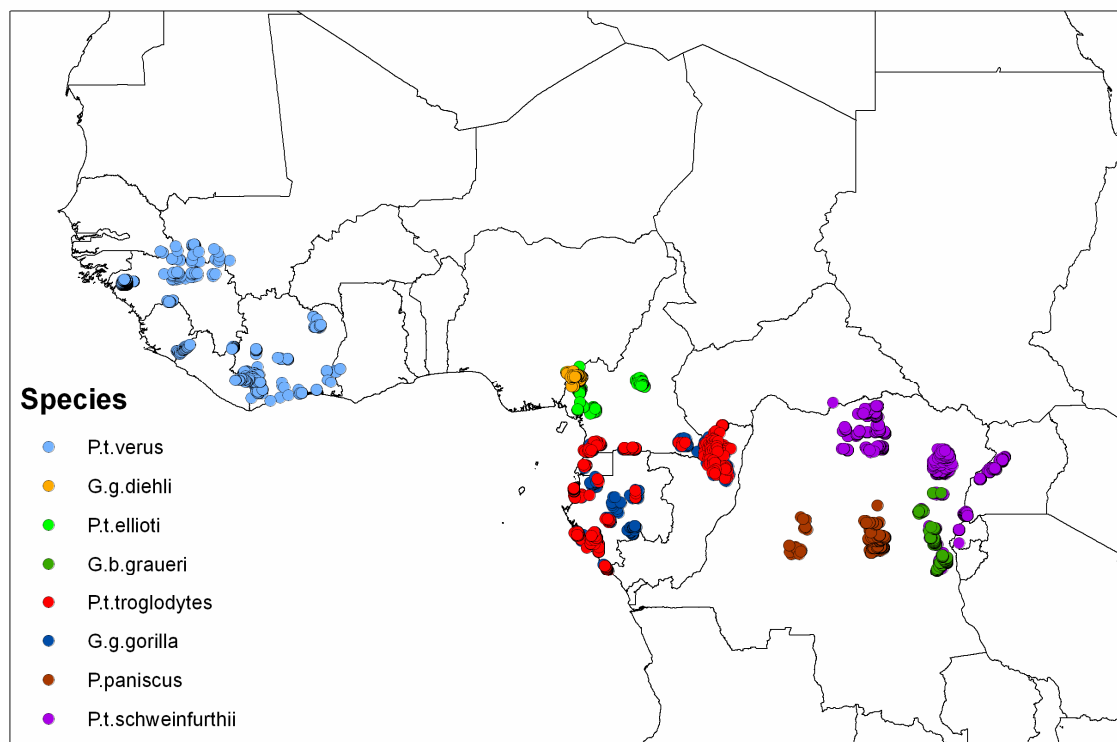 Species
P.t.verus
G.g.diehli
P.t.ellioti
G.b.graueri
P.t.troglodytes
G.g.gorilla
P.paniscus
P.t.schweinfurthii